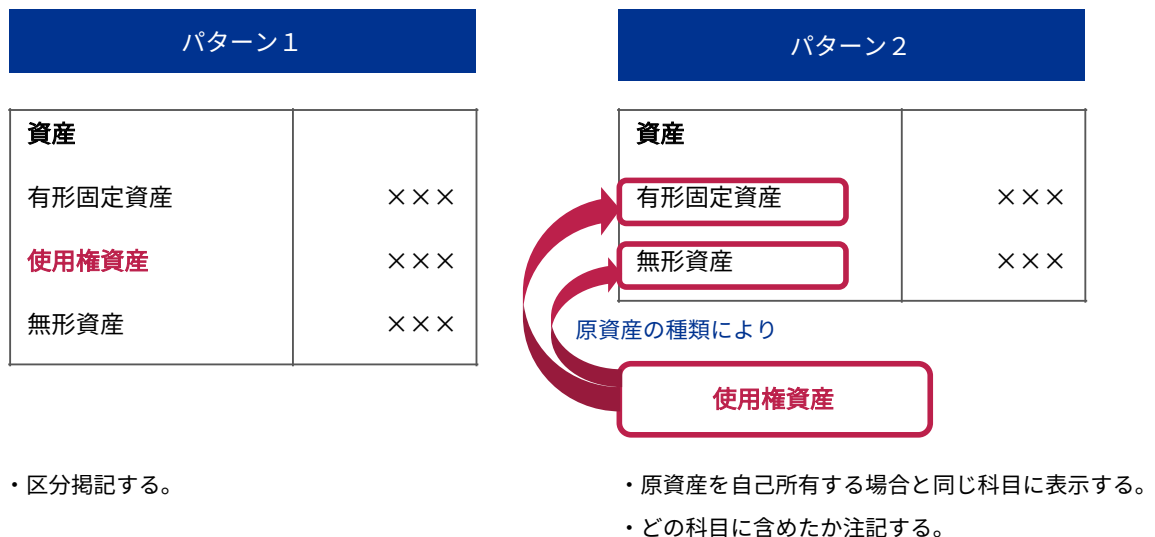 パターン１
資産
有形固定資産 ×××
使用権資産 ×××
無形資産 ×××
・区分掲記する。
パターン２
資産
有形固定資産 ×××
無形資産 ×××
原資産の種類により
使用権資産
・原資産を自己所有する場合と同じ科目に表示する。
・どの科目に含めたか注記する。